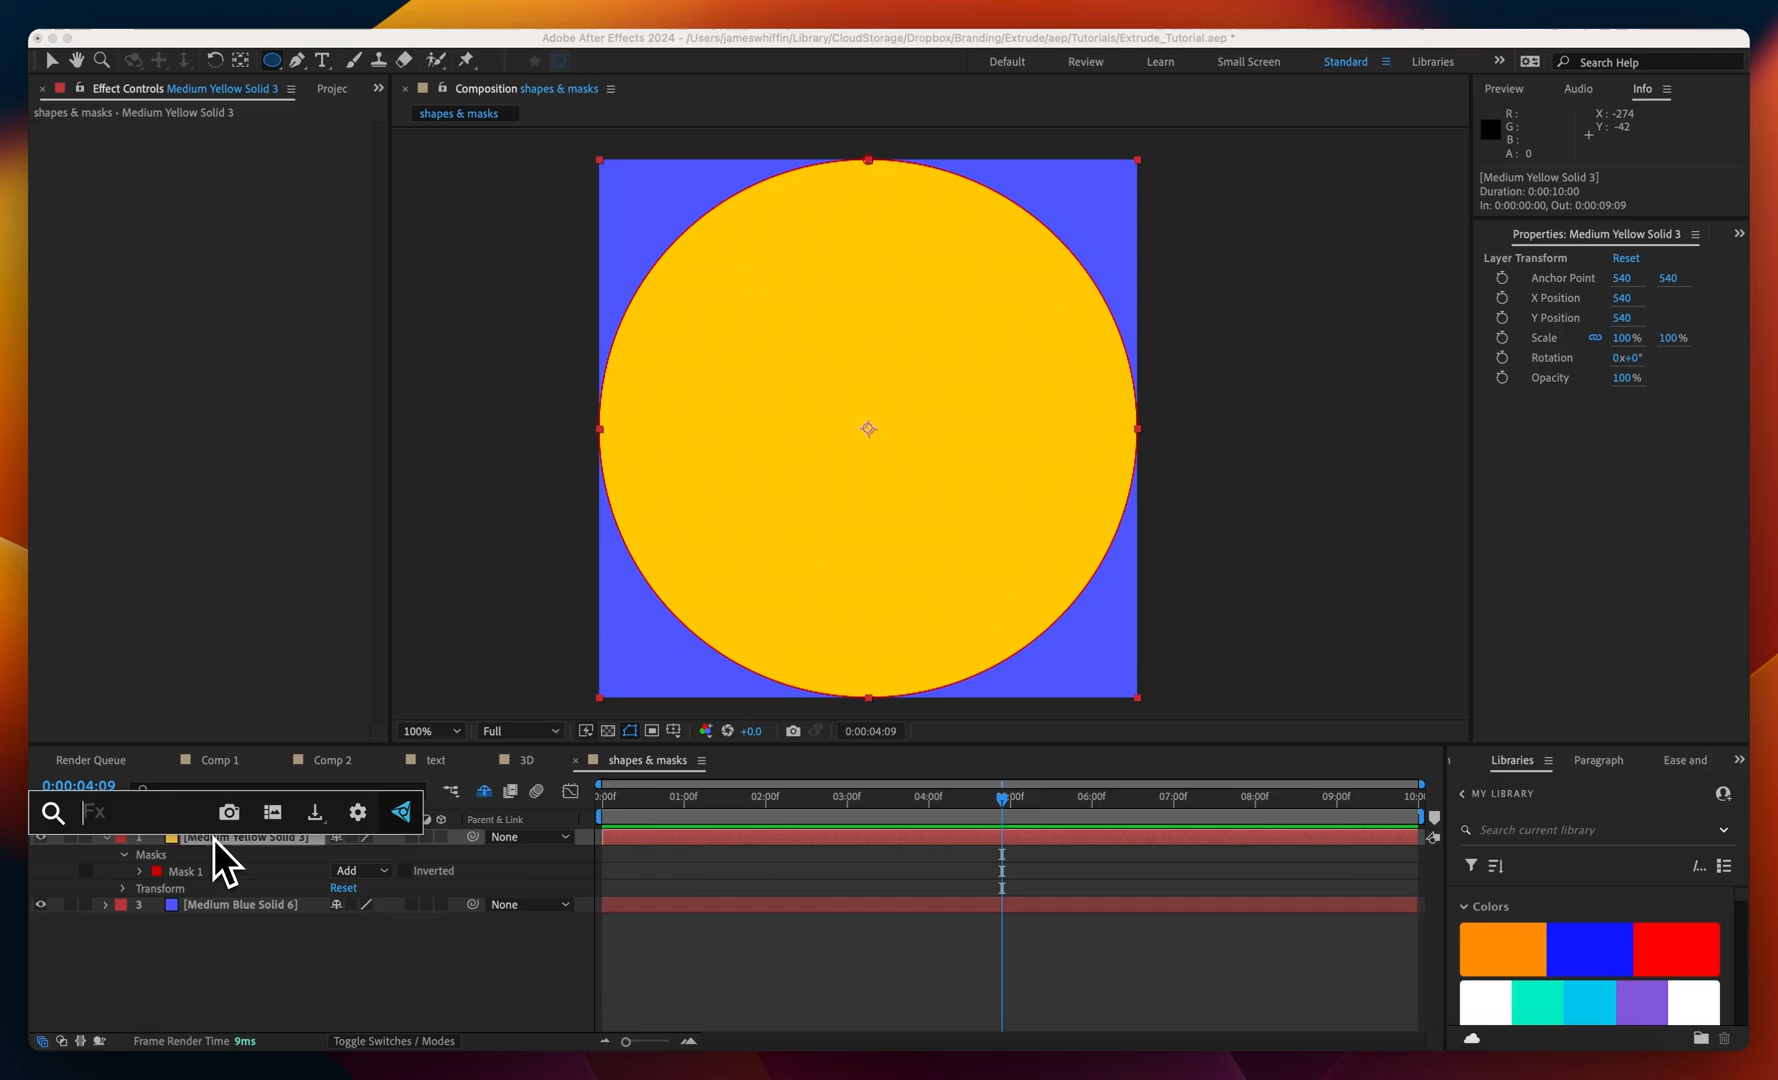 Adobe After Effects 2024 - /Users/jameswhiffin/Library/CloudStorage/Dropbox/Branding/Extrude/aep/Tutorials/Extrude_Tutorial.aep *
Default
Review
Learn
Small Screen
Standard
Libraries
Search Help
Effect Controls Medium Yellow Solid 3
Projec
Composition shapes & masks
shapes & masks • Medium Yellow Solid 3
shapes & masks
Preview
Audio
Info
R:
G:
B:
A: 0
X: -274
Y: -42
[Medium Yellow Solid 3]
Duration: 0:00:10:00
In: 0:00:00:00, Out: 0:00:09:09
Properties: Medium Yellow Solid 3
Layer Transform Reset
Anchor Point 540 540
X Position 540
Y Position 540
Scale 100% 100%
Rotation 0x+0°
Opacity 100%
100%
Full
+0.0
0:00:04:09
Render Queue
Comp 1
Comp 2
text
3D
shapes & masks
0:00:04:09
Fx
Parent & Link
01:00f
02:00f
03:00f
04:00f
06:00f
07:00f
08:00f
09:00f
[Medium Yellow Solid 3]
None
Masks
Mask 1
Add
Inverted
Transform
Reset
3 [Medium Blue Solid 6]
None
Frame Render Time 9ms
Toggle Switches / Modes
Libraries
Paragraph
Ease and
MY LIBRARY
Search current library
Colors